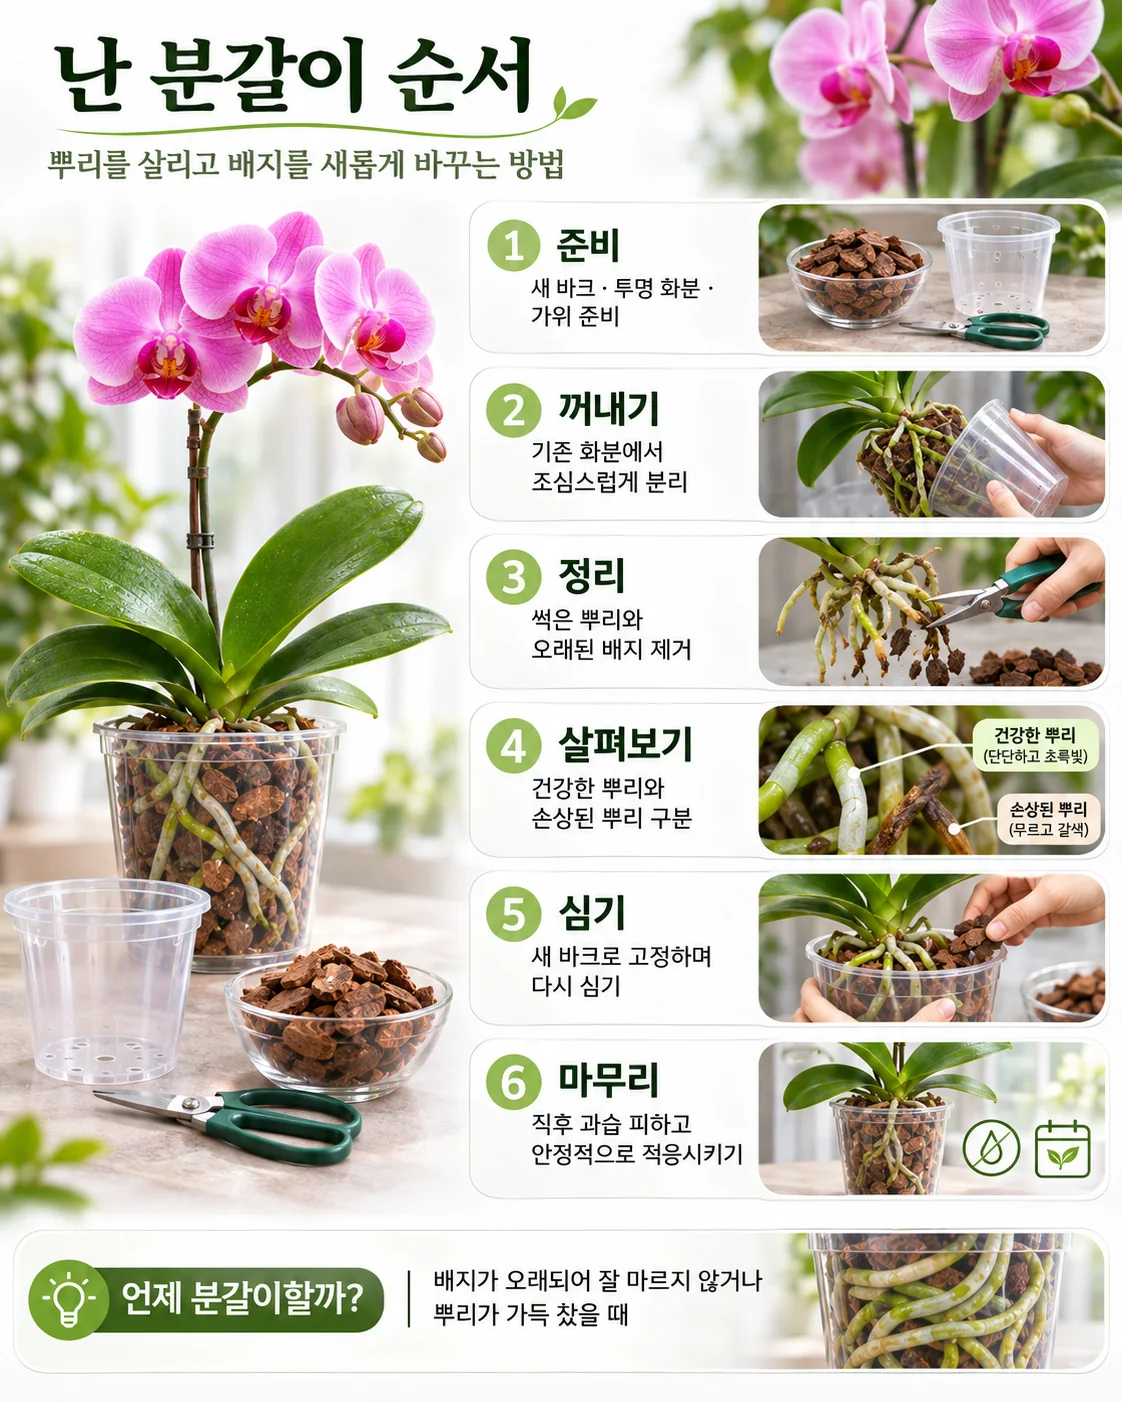 난 분갈이 순서
뿌리를 살리고 배지를 새롭게 바꾸는 방법
1 준비
새 바크 · 투명 화분 ·
가위 준비
2 꺼내기
기존 화분에서
조심스럽게 분리
3 정리
썩은 뿌리와
오래된 배지 제거
4 살펴보기
건강한 뿌리와
손상된 뿌리 구분
건강한 뿌리
(단단하고 초륵빛)
손상된 뿌리
(무르고 갈색)
5 심기
새 바크로 고정하며
다시 심기
6 마무리
직후 과습 피하고
안정적으로 적응시키기
언제 분갈이할까?
배지가 오래되어 잘 마르지 않거나
뿌리가 가득 찼을 때